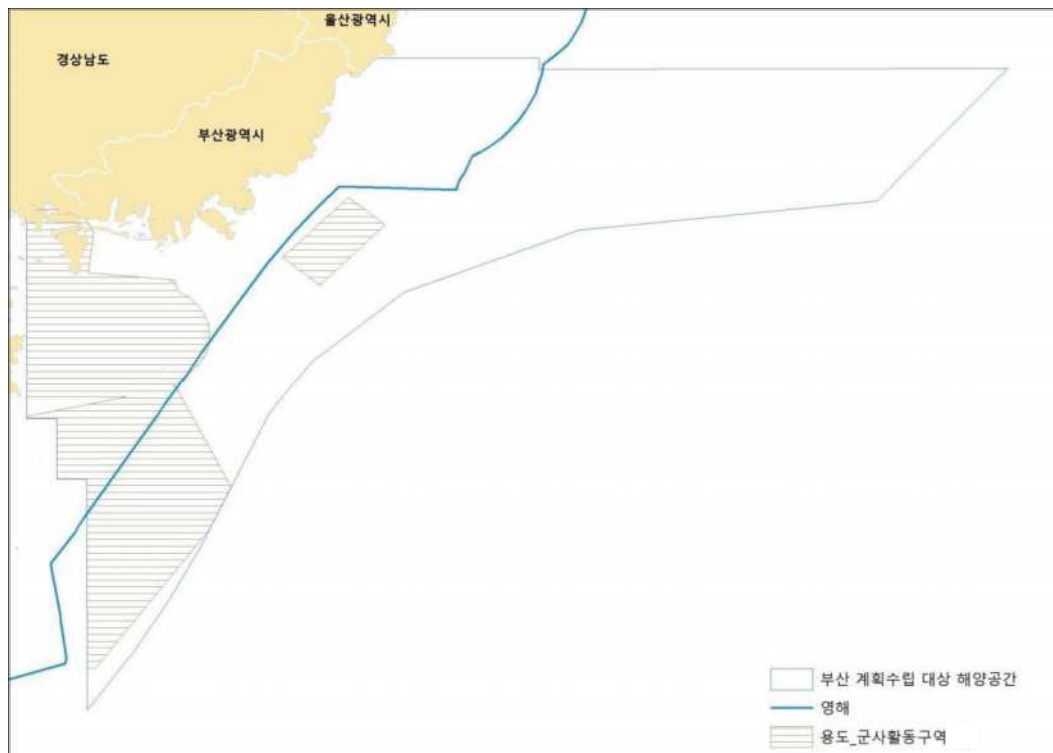 울산광역시
경상남도
부산광역시
부산 계획수립 대상 해양공간
영해
용도_군사활동구역